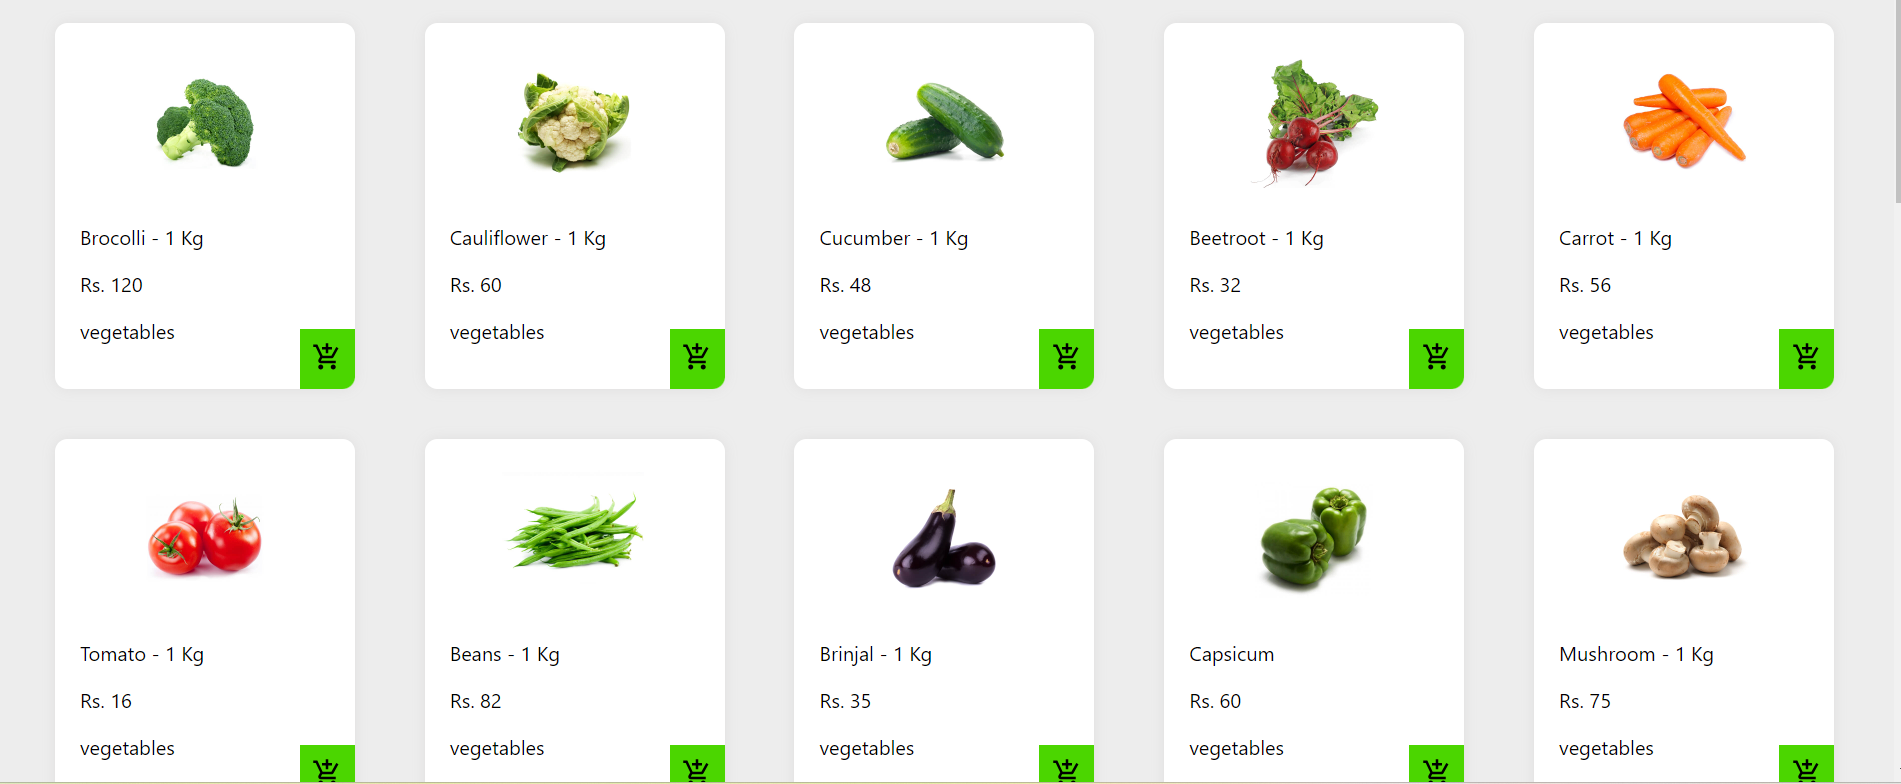 Brocolli - 1 Kg
Rs. 120
vegetables
Cauliflower - 1 Kg
Rs. 60
vegetables
Cucumber - 1 Kg
Rs. 48
vegetables
Beetroot - 1 Kg
Rs. 32
vegetables
Carrot - 1 Kg
Rs. 56
vegetables
Tomato - 1 Kg
Rs. 16
vegetables
Beans - 1 Kg
Rs. 82
vegetables
Brinjal - 1 Kg
Rs. 35
vegetables
Capsicum
Rs. 60
vegetables
Mushroom - 1 Kg
Rs. 75
vegetables